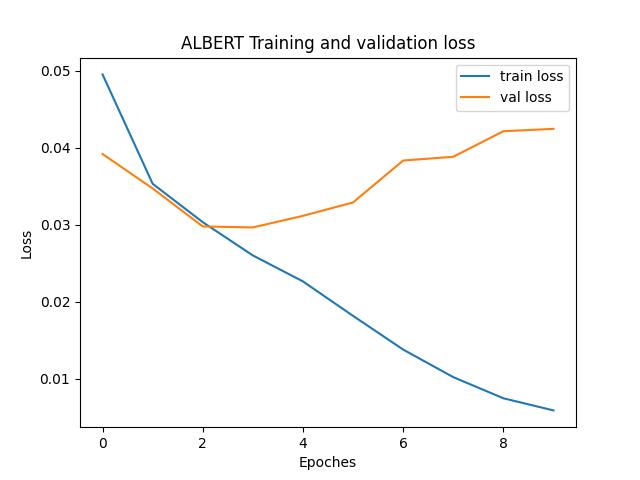 ALBERT Training and validation loss
train loss
val loss
0.05
0.04
0.03
0.02
0.01
Loss
0 2 4 6 8
Epoches